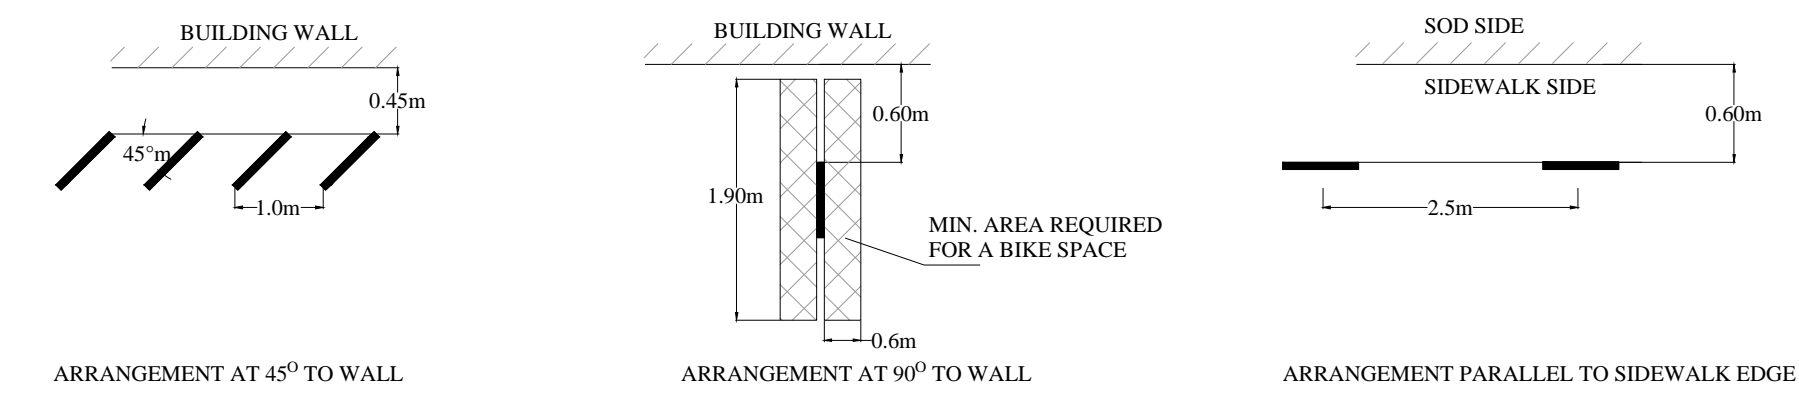 BUILDING WALL
0.45m
45°m
1.0m
ARRANGEMENT AT 45° TO WALL
BUILDING WALL
0.60m
1.90m
MIN. AREA REQUIRED
FOR A BIKE SPACE
0.6m
ARRANGEMENT AT 90° TO WALL
SOD SIDE
SIDEWALK SIDE
0.60m
2.5m
ARRANGEMENT PARALLEL TO SIDEWALK EDGE